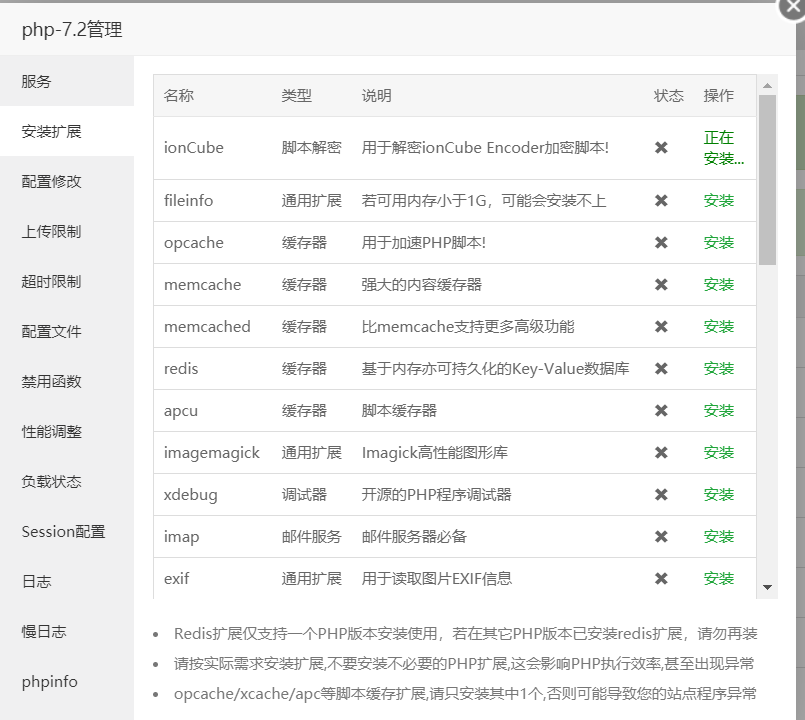 php-7.2管理
服务
安装扩展
配置修改
上传限制
超时限制
配置文件
禁用函数
性能调整
负载状态
Session配置
日志
慢日志
phpinfo
名称 类型 说明 状态 操作
ionCube 脚本解密 用于解密ionCube Encoder加密脚本! ✖ 正在
安装...
fileinfo 通用扩展 若可用内存小于1G，可能会安装不上 ✖ 安装
opcache 缓存器 用于加速PHP脚本! ✖ 安装
memcache 缓存器 强大的内容缓存器 ✖ 安装
memcached 缓存器 比memcache支持更多高级功能 ✖ 安装
redis 缓存器 基于内存亦可持久化的Key-Value数据库 ✖ 安装
apcu 缓存器 脚本缓存器 ✖ 安装
imagemagick 通用扩展 Imagick高性能图形库 ✖ 安装
xdebug 调试器 开源的PHP程序调试器 ✖ 安装
imap 邮件服务 邮件服务器必备 ✖ 安装
exif 通用扩展 用于读取图片EXIF信息 ✖ 安装
• Redis扩展仅支持一个PHP版本安装使用，若在其它PHP版本已安装redis扩展，请勿再装
• 请按实际需求安装扩展,不要安装不必要的PHP扩展,这会影响PHP执行效率,甚至出现异常
• opcache/xcache/apc等脚本缓存扩展,请只安装其中1个,否则可能导致您的站点程序异常